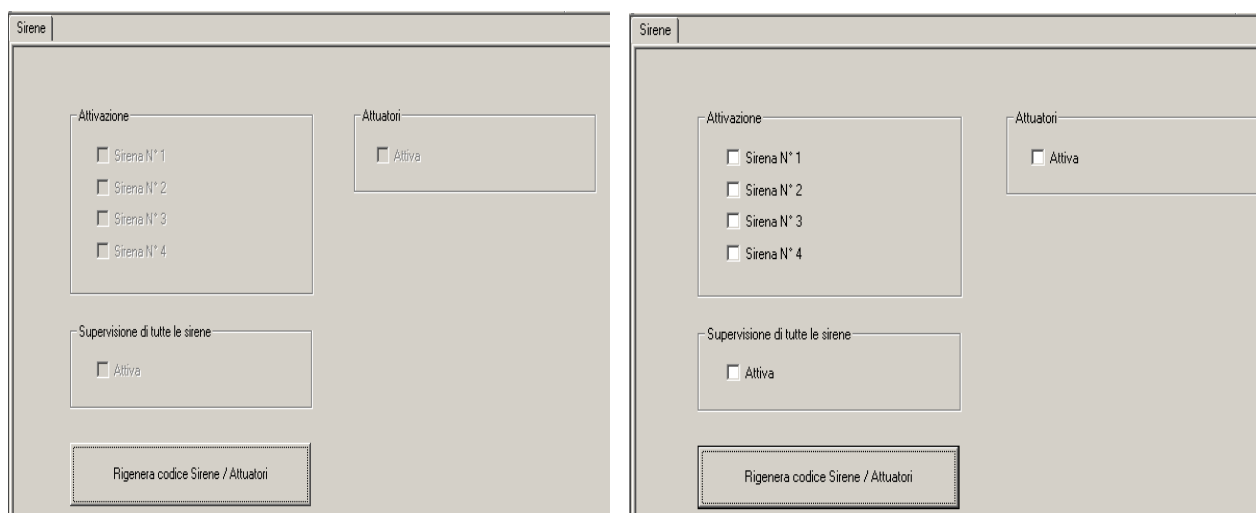 Sirene
Attivazione
Sirena N° 1
Sirena N° 2
Sirena N° 3
Sirena N° 4
Attuatori
Attiva
Supervisione di tutte le sirene
Attiva
Rigenera codice Sirene / Attuatori
Sirene
Attivazione
Sirena N° 1
Sirena N° 2
Sirena N° 3
Sirena N° 4
Attuatori
Attiva
Supervisione di tutte le sirene
Attiva
Rigenera codice Sirene / Attuatori